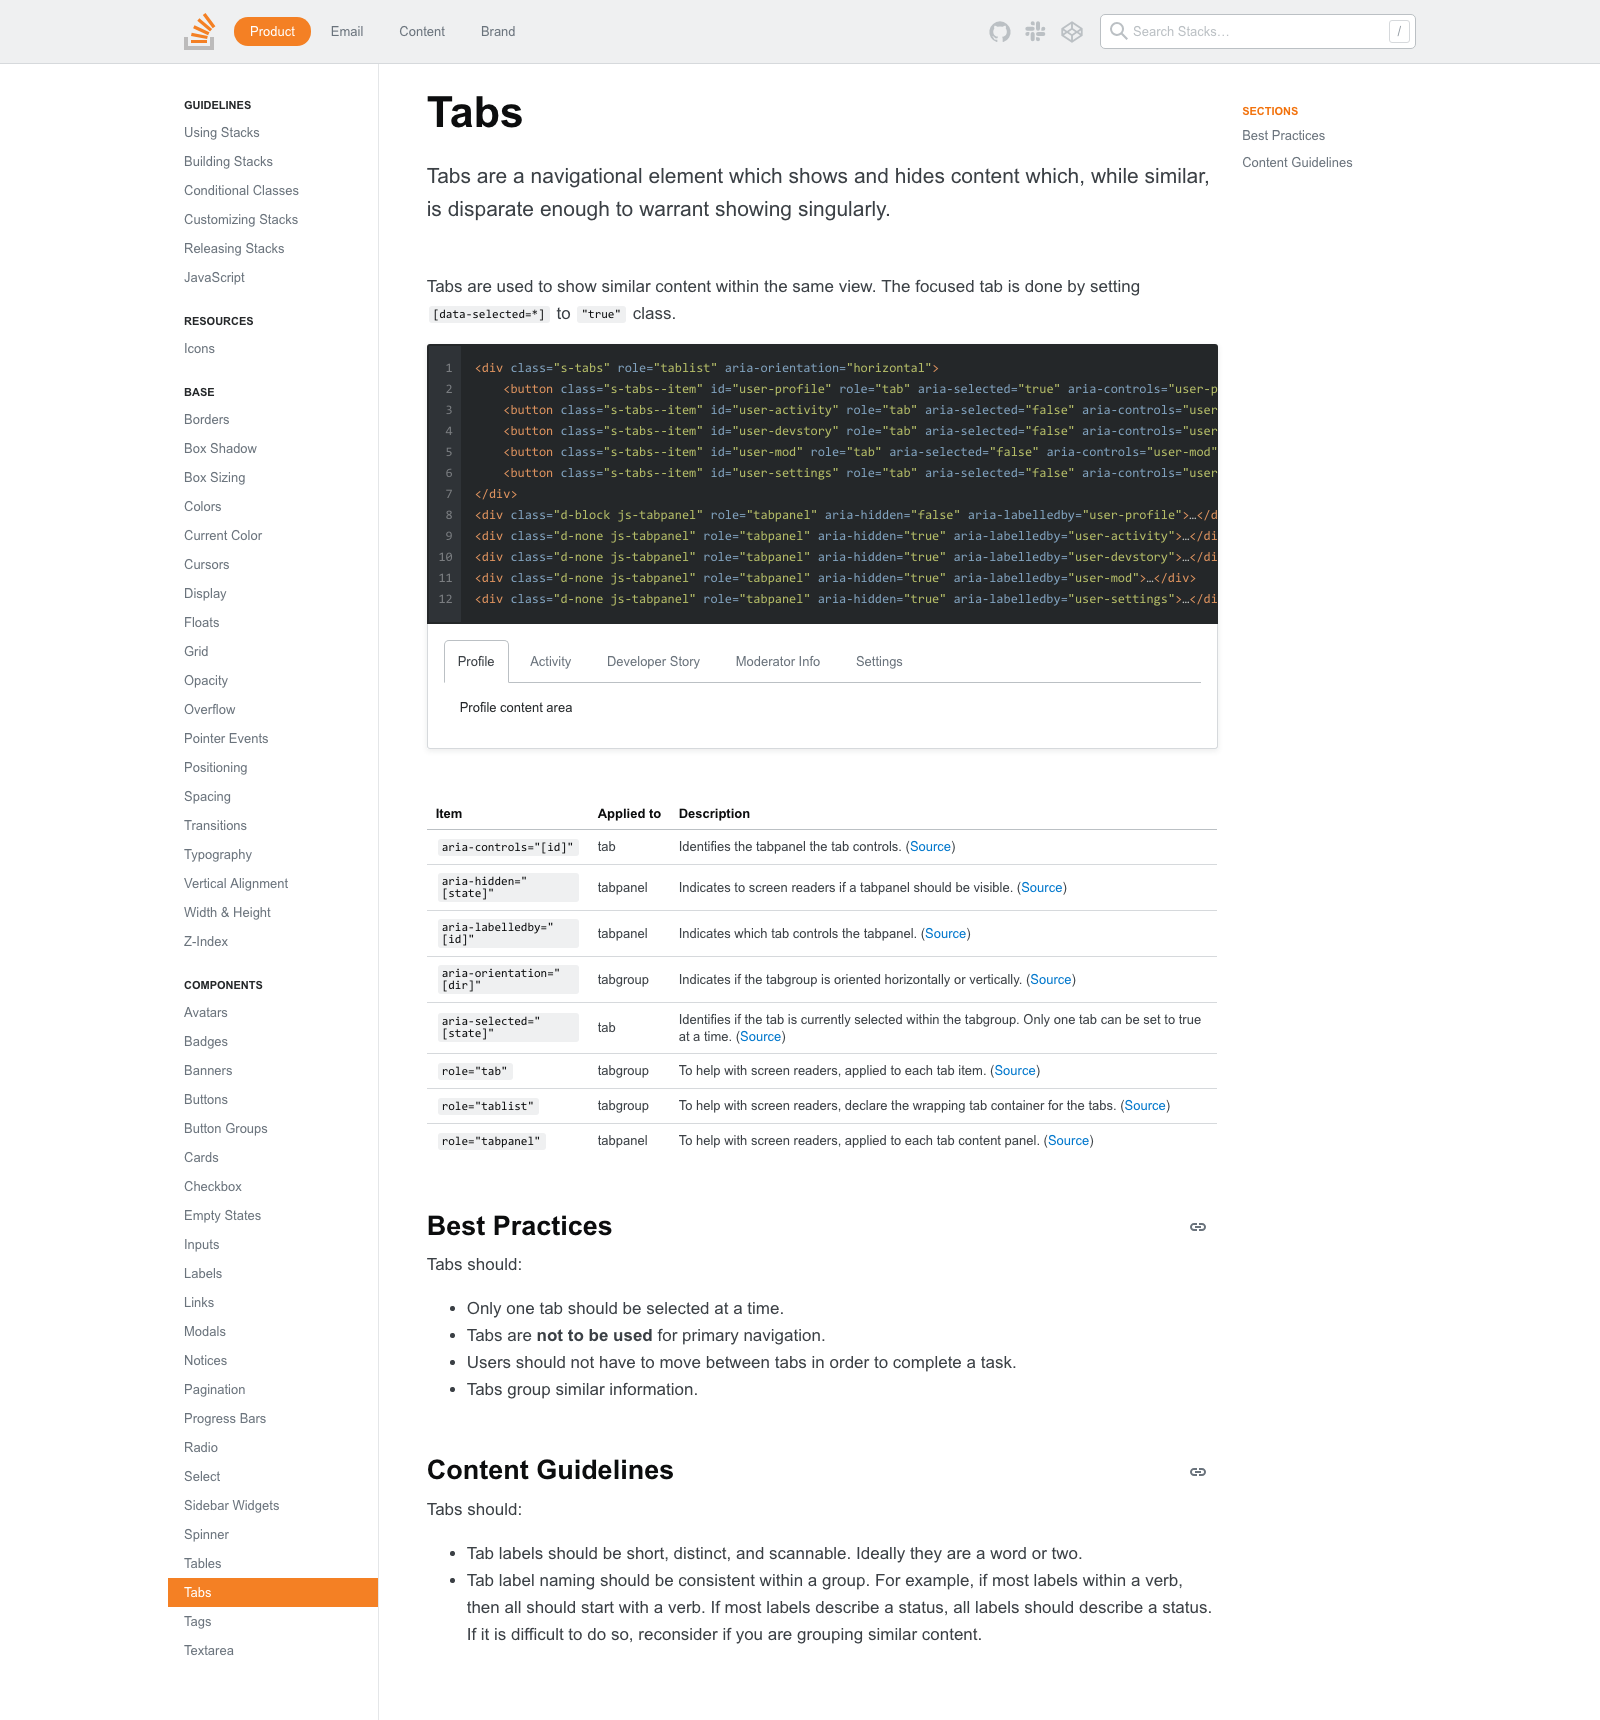 Product
Email
Content
Brand
Search Stacks…
/
GUIDELINES
Using Stacks
Building Stacks
Conditional Classes
Customizing Stacks
Releasing Stacks
JavaScript
RESOURCES
Icons
BASE
Borders
Box Shadow
Box Sizing
Colors
Current Color
Cursors
Display
Floats
Grid
Opacity
Overflow
Pointer Events
Positioning
Spacing
Transitions
Typography
Vertical Alignment
Width & Height
Z-Index
COMPONENTS
Avatars
Badges
Banners
Buttons
Button Groups
Cards
Checkbox
Empty States
Inputs
Labels
Links
Modals
Notices
Pagination
Progress Bars
Radio
Select
Sidebar Widgets
Spinner
Tables
Tabs
Tags
Textarea
Tabs
Tabs are a navigational element which shows and hides content which, while similar,
is disparate enough to warrant showing singularly.
Tabs are used to show similar content within the same view. The focused tab is done by setting
[data-selected=*] to "true" class.
1 <div class="s-tabs" role="tablist" aria-orientation="horizontal">
2 <button class="s-tabs--item" id="user-profile" role="tab" aria-selected="true" aria-controls="user-p
3 <button class="s-tabs--item" id="user-activity" role="tab" aria-selected="false" aria-controls="user
4 <button class="s-tabs--item" id="user-devstory" role="tab" aria-selected="false" aria-controls="user
5 <button class="s-tabs--item" id="user-mod" role="tab" aria-selected="false" aria-controls="user-mod"
6 <button class="s-tabs--item" id="user-settings" role="tab" aria-selected="false" aria-controls="user
7 </div>
8 <div class="d-block js-tabpanel" role="tabpanel" aria-hidden="false" aria-labelledby="user-profile">…</d
9 <div class="d-none js-tabpanel" role="tabpanel" aria-hidden="true" aria-labelledby="user-activity">…</di
10 <div class="d-none js-tabpanel" role="tabpanel" aria-hidden="true" aria-labelledby="user-devstory">…</di
11 <div class="d-none js-tabpanel" role="tabpanel" aria-hidden="true" aria-labelledby="user-mod">…</div>
12 <div class="d-none js-tabpanel" role="tabpanel" aria-hidden="true" aria-labelledby="user-settings">…</di
Profile
Activity
Developer Story
Moderator Info
Settings
Profile content area
Item Applied to Description
aria-controls="[id]" tab Identifies the tabpanel the tab controls. (Source)
aria-hidden="
[state]" tabpanel Indicates to screen readers if a tabpanel should be visible. (Source)
aria-labelledby="
[id]" tabpanel Indicates which tab controls the tabpanel. (Source)
aria-orientation="
[dir]" tabgroup Indicates if the tabgroup is oriented horizontally or vertically. (Source)
aria-selected="
[state]" tab Identifies if the tab is currently selected within the tabgroup. Only one tab can be set to true
at a time. (Source)
role="tab" tabgroup To help with screen readers, applied to each tab item. (Source)
role="tablist" tabgroup To help with screen readers, declare the wrapping tab container for the tabs. (Source)
role="tabpanel" tabpanel To help with screen readers, applied to each tab content panel. (Source)
Best Practices
Tabs should:
• Only one tab should be selected at a time.
• Tabs are not to be used for primary navigation.
• Users should not have to move between tabs in order to complete a task.
• Tabs group similar information.
Content Guidelines
Tabs should:
• Tab labels should be short, distinct, and scannable. Ideally they are a word or two.
• Tab label naming should be consistent within a group. For example, if most labels within a verb,
then all should start with a verb. If most labels describe a status, all labels should describe a status.
If it is difficult to do so, reconsider if you are grouping similar content.
SECTIONS
Best Practices
Content Guidelines